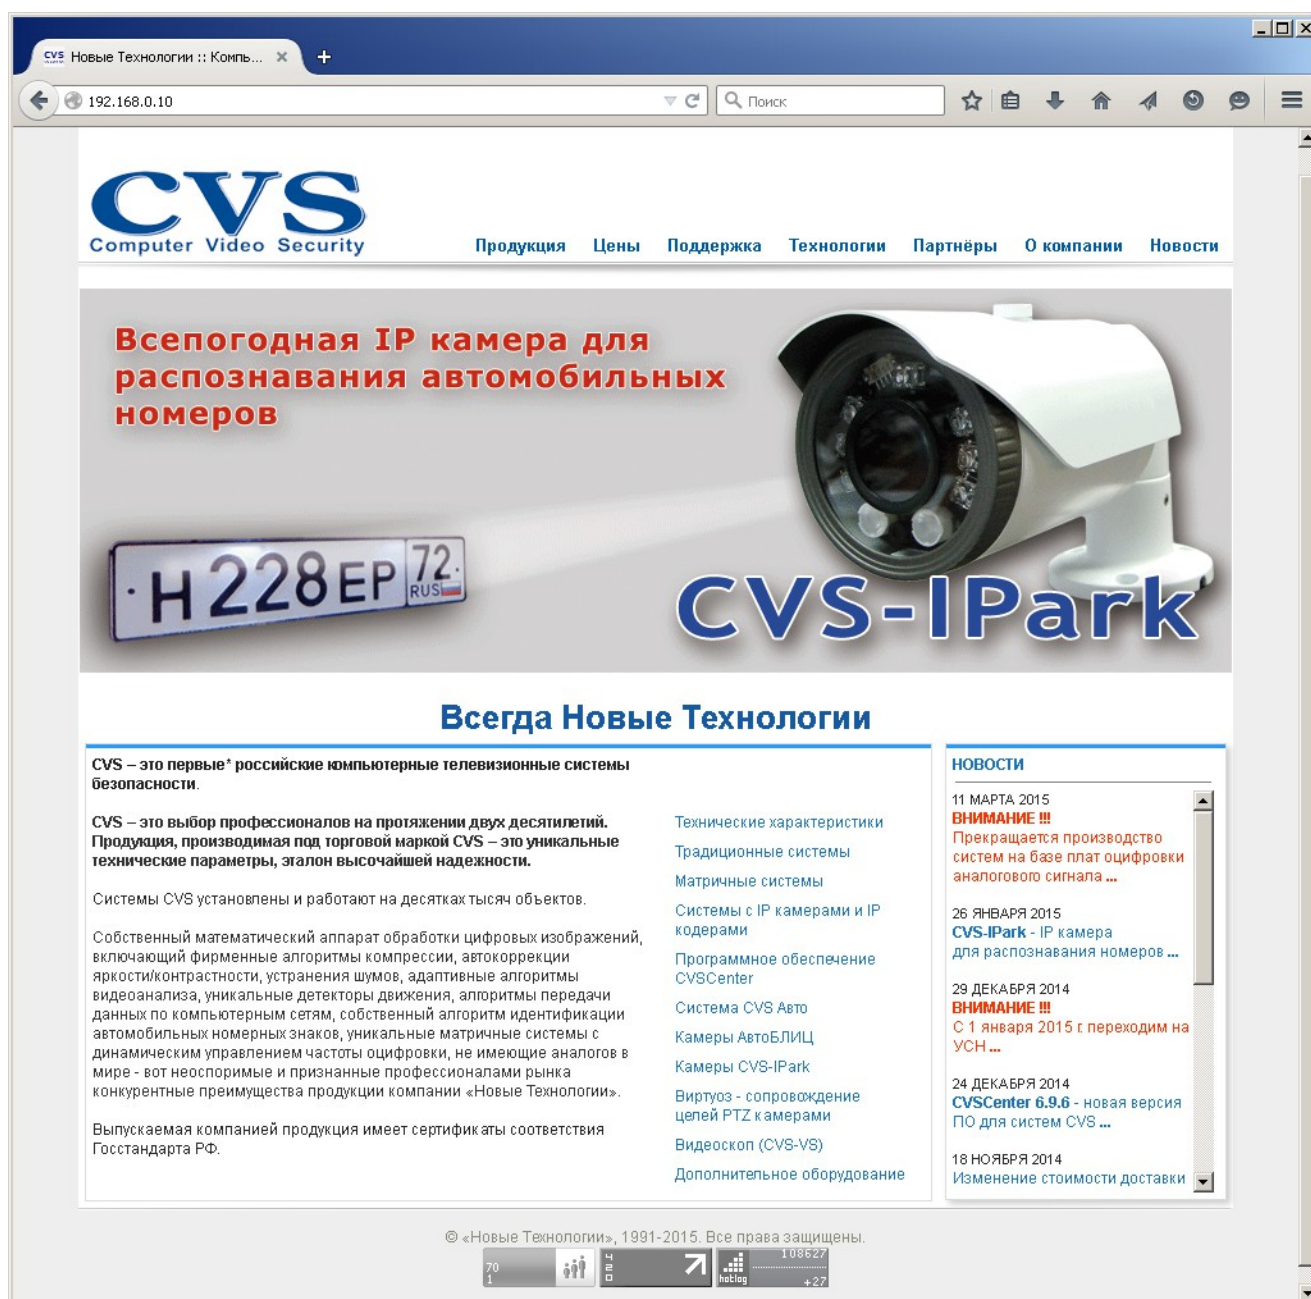 CVS Новые Технологии :: Компь...
192.168.0.10
Поиск
CVS
Computer Video Security
Продукция Цены Поддержка Технологии Партнёры О компании Новости
Всепогодная IP камера для
распознавания автомобильных
номеров
Н228ЕР 72
RUS
CVS-IPark
Всегда Новые Технологии
CVS – это первые* российские компьютерные телевизионные системы
безопасности.
CVS – это выбор профессионалов на протяжении двух десятилетий.
Продукция, производимая под торговой маркой CVS – это уникальные
технические параметры, эталон высочайшей надежности.
Системы CVS установлены и работают на десятках тысяч объектов.
Собственный математический аппарат обработки цифровых изображений,
включающий фирменные алгоритмы компрессии, автокоррекции
яркости/контрастности, устранения шумов, адаптивные алгоритмы
видеоанализа, уникальные детекторы движения, алгоритмы передачи
данных по компьютерным сетям, собственный алгоритм идентификации
автомобильных номерных знаков, уникальные матричные системы с
динамическим управлением частоты оцифровки, не имеющие аналогов в
мире - вот неоспоримые и признанные профессионалами рынка
конкурентные преимущества продукции компании «Новые Технологии».
Выпускаемая компанией продукция имеет сертификаты соответствия
Госстандарта РФ.
Технические характеристики
Традиционные системы
Матричные системы
Системы с IP камерами и IP
кодерами
Программное обеспечение
CVSCenter
Система CVS Авто
Камеры АвтоБЛИЦ
Камеры CVS-IPark
Виртуоз - сопровождение
целей PTZ камерами
Видеоскоп (CVS-VS)
Дополнительное оборудование
НОВОСТИ
11 МАРТА 2015
ВНИМАНИЕ !!!
Прекращается производство
систем на базе плат оцифровки
аналогового сигнала ...
26 ЯНВАРЯ 2015
CVS-IPark - IP камера
для распознавания номеров ...
29 ДЕКАБРЯ 2014
ВНИМАНИЕ !!!
С 1 января 2015 г. переходим на
УСН ...
24 ДЕКАБРЯ 2014
CVSCenter 6.9.6 - новая версия
ПО для систем CVS ...
18 НОЯБРЯ 2014
Изменение стоимости доставки
© «Новые Технологии», 1991-2015. Все права защищены.
70
1
420
hotlog
108627
+27